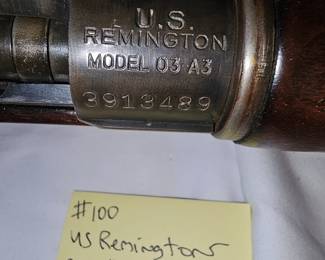 U.S.
REMINGTON
MODEL 03-A3
3913489
#100
US Remington